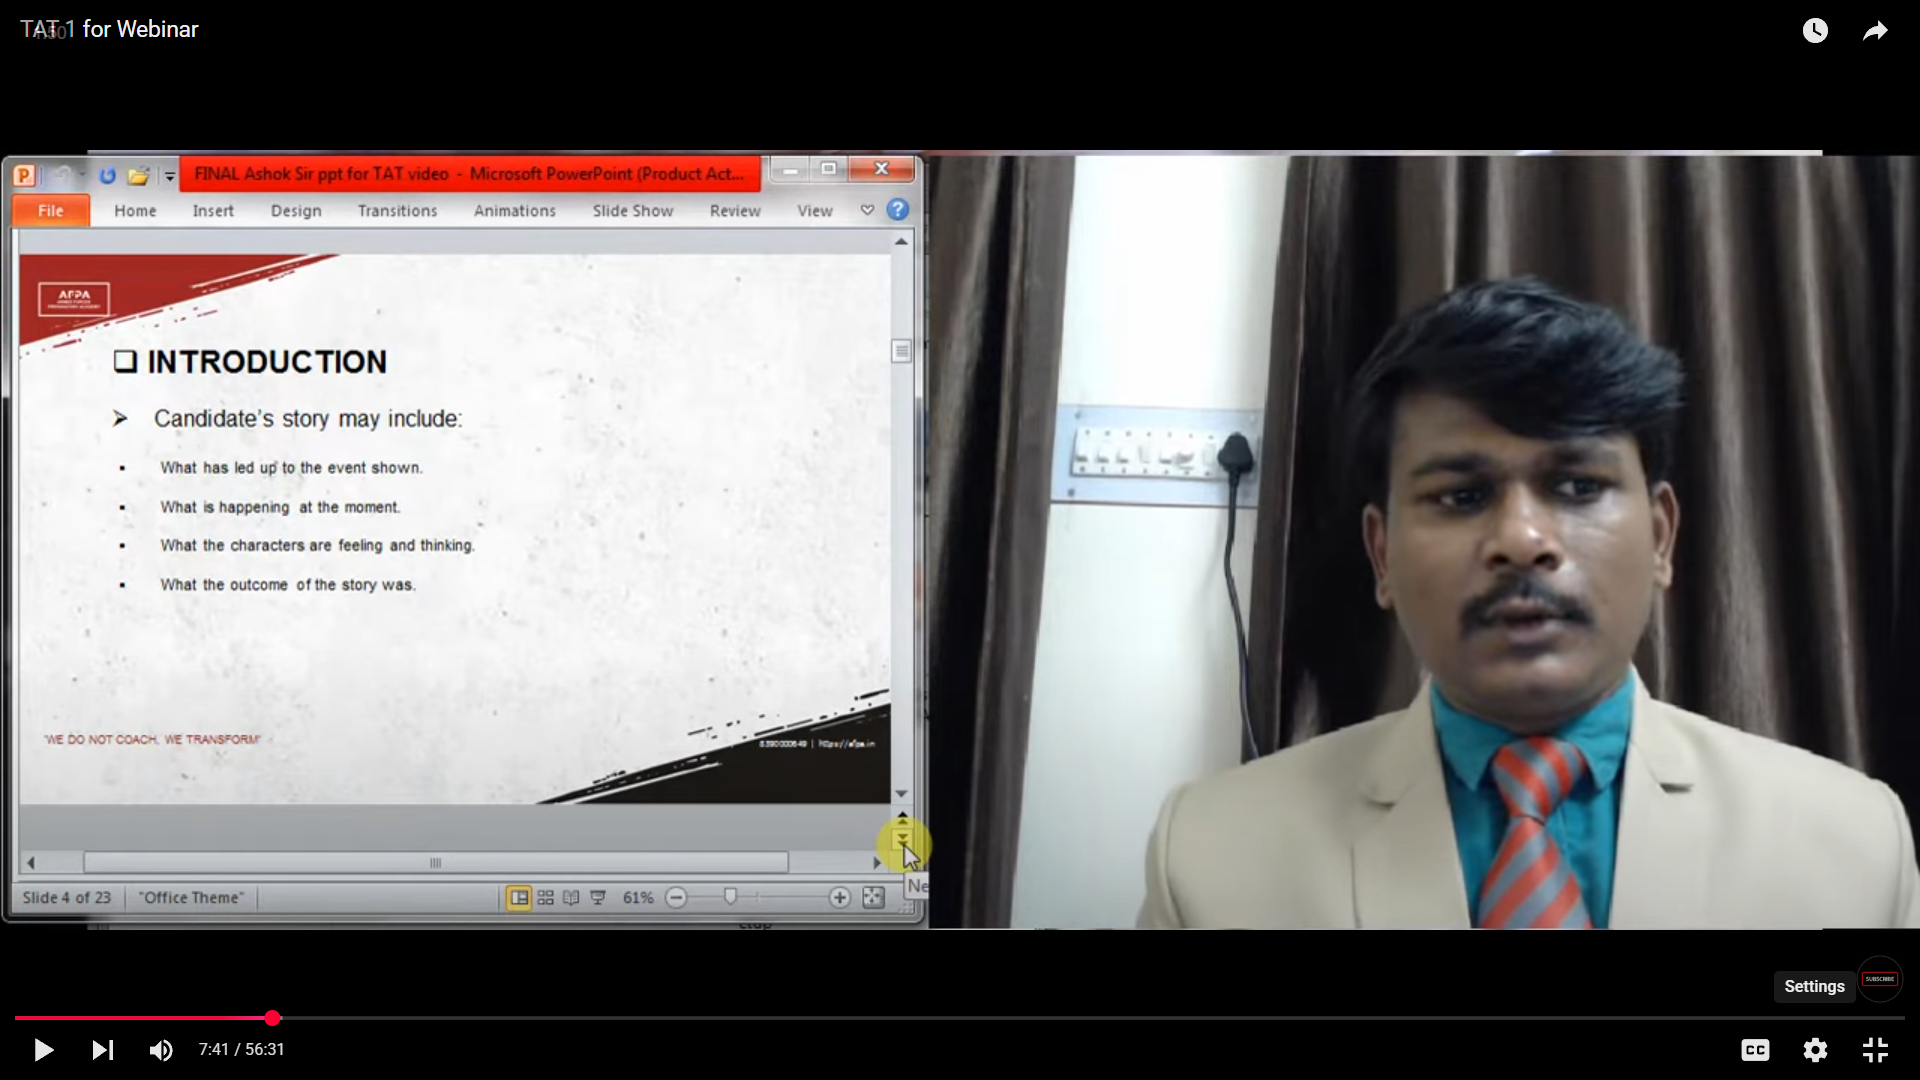 TAT 1 for Webinar
FINAL Ashok Sir ppt for TAT video - Microsoft PowerPoint (Product Act...
File Home Insert Design Transitions Animations Slide Show Review View
AFPA
INTRODUCTION
Candidate's story may include:
What has led up to the event shown.
What is happening at the moment.
What the characters are feeling and thinking.
What the outcome of the story was.
"WE DO NOT COACH, WE TRANSFORM"
https://afpa.in
Ne
Slide 4 of 23 "Office Theme" 61%
Settings
SUBSCRIBE
7:41 / 56:31
CC